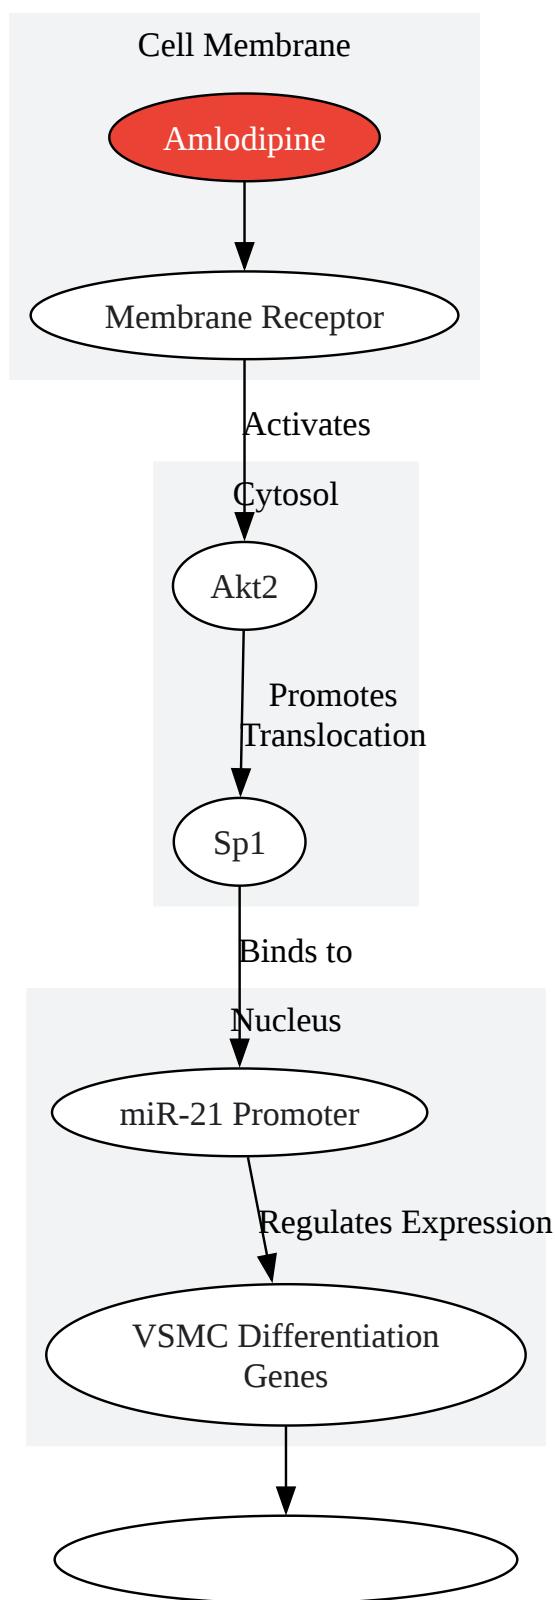 Cell Membrane
Amlodipine
Membrane Receptor
Activates
Cytosol
Akt2
Promotes
Translocation
Sp1
Binds to
Nucleus
miR-21 Promoter
Regulates Expression
VSMC Differentiation
Genes